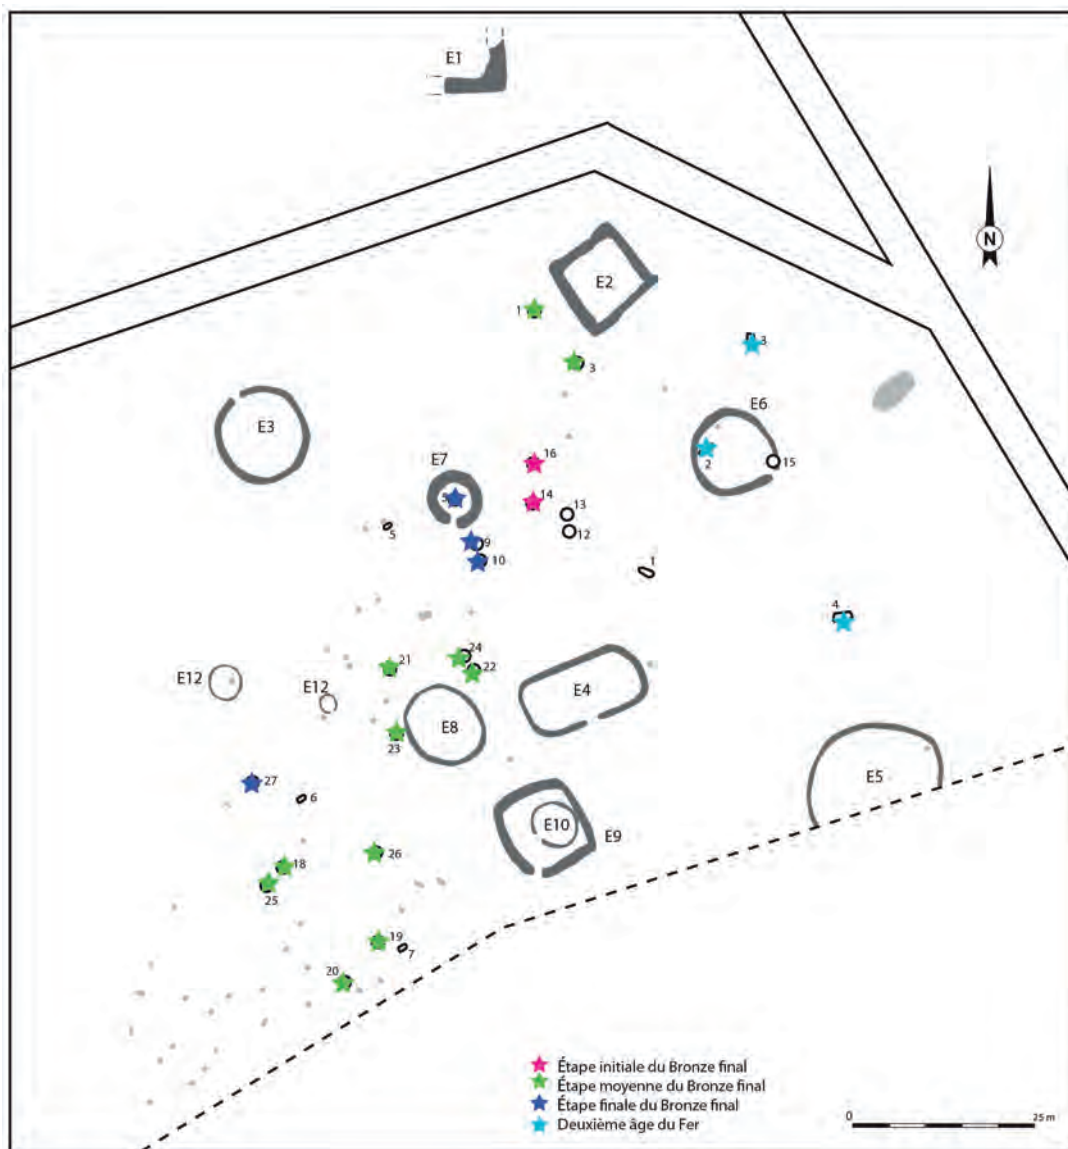 E1
N
E2
1
3
3
E6
E3
2
15
16
E7
5
14
13
12
5
9
10
1
4
24
21
22
E12
E12
E4
E8
23
E5
27
6
E10
E9
26
18
25
19
7
20
Étape initiale du Bronze final
Étape moyenne du Bronze final
Étape finale du Bronze final
Deuxième âge du Fer
0 25 m